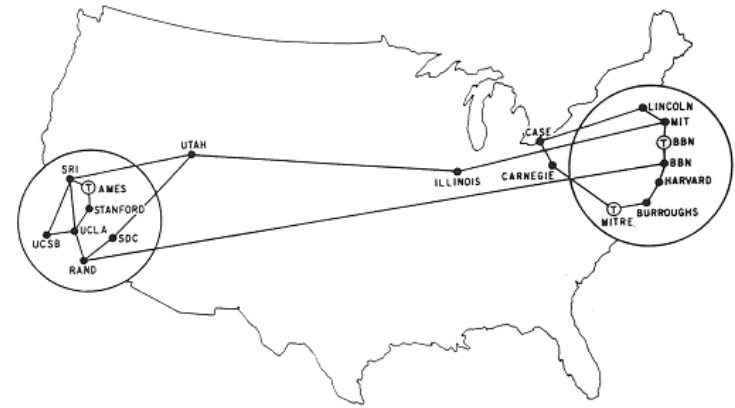 LINCOLN
MIT
CASE
T BBN
UTAH
BBN
SRI
ILLINOIS
CARNEGIE
T AMES
HARVARD
STANFORD
T
BURROUGHS
MITRE
UCLA
SDC
UCSB
RAND